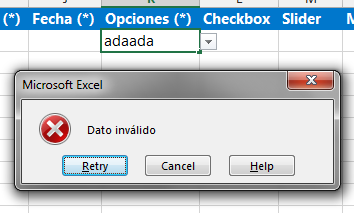 (*) Fecha (*) Opciones (*) Checkbox Slider
adaada
Microsoft Excel
Dato inválido
Retry Cancel Help